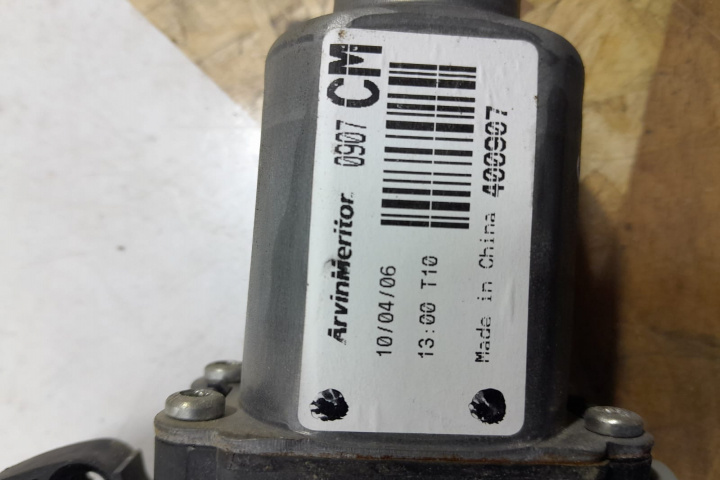 ArvinMeritor 0907 CM
10/04/06
13:00 T10
Made in China 400907